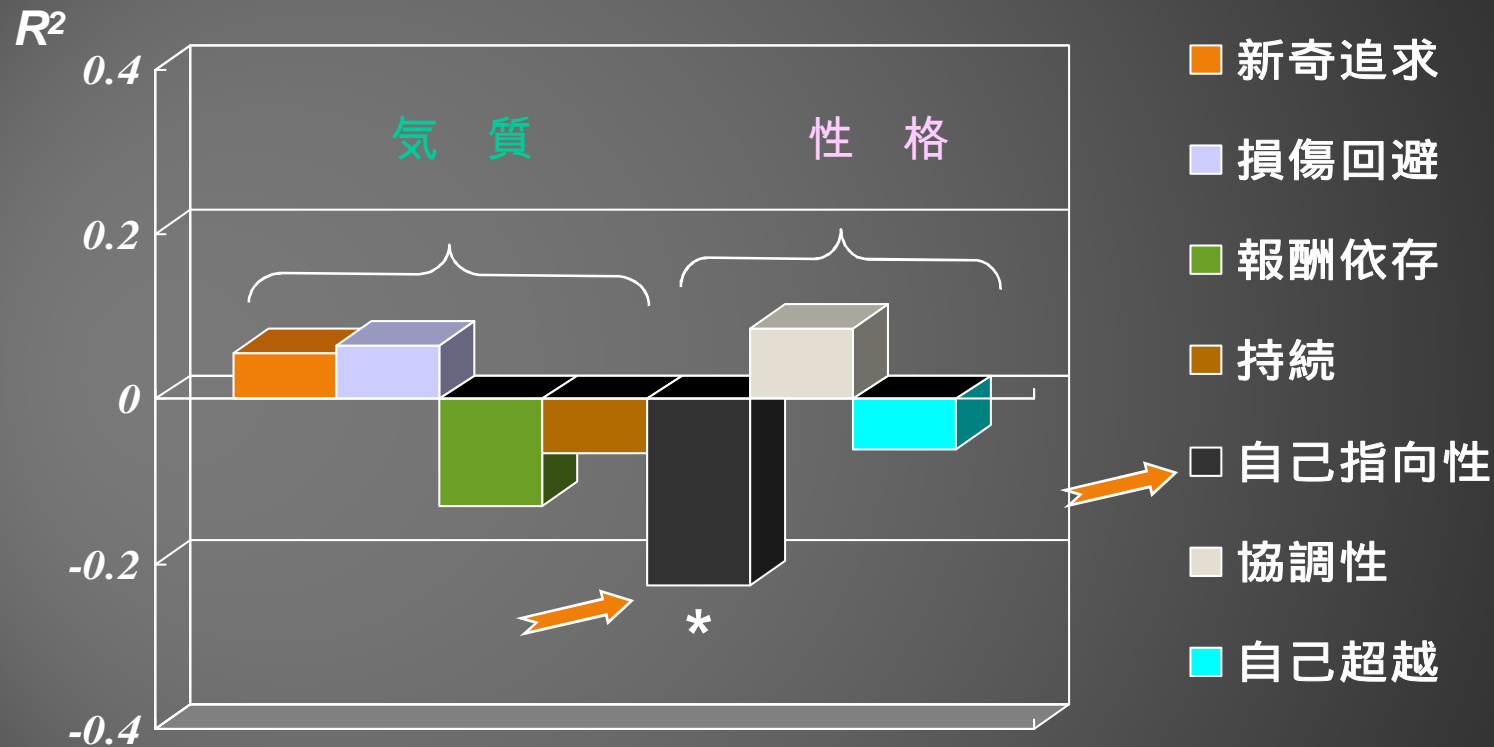 R²
0.4
0.2
0
-0.2
-0.4
気 質
性 格
*
新奇追求
損傷回避
報酬依存
持続
自己指向性
協調性
自己超越